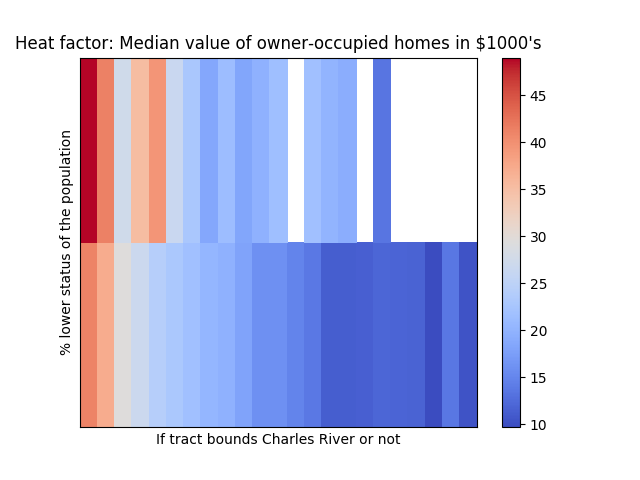 Heat factor: Median value of owner-occupied homes in $1000's
% lower status of the population
If tract bounds Charles River or not
45
40
35
30
25
20
15
10